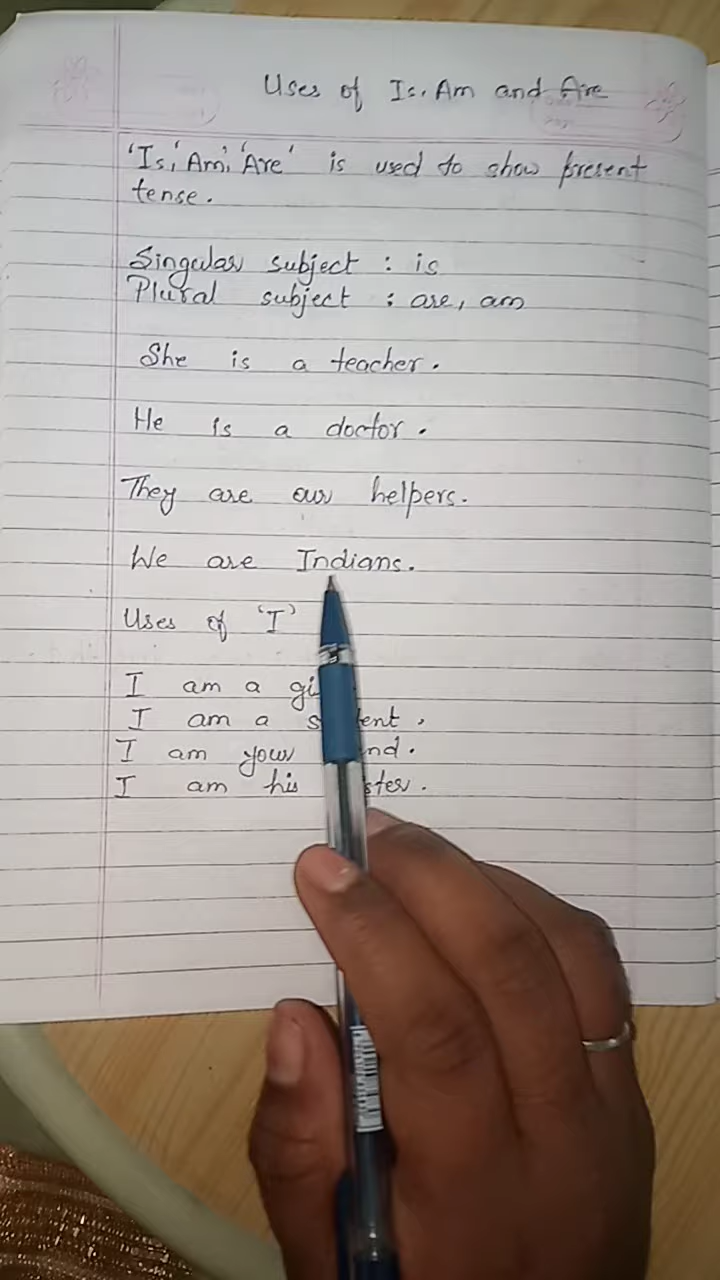 Uses of Is, Am and Are
'Is,' Am', 'Are' is used to show present
tense.
Singular subject : is
Plural subject : are, am
She is a teacher.
He is a doctor.
They are our helpers.
We are Indians.
Uses of 'I'
I am a
I am a
I am your
I am his